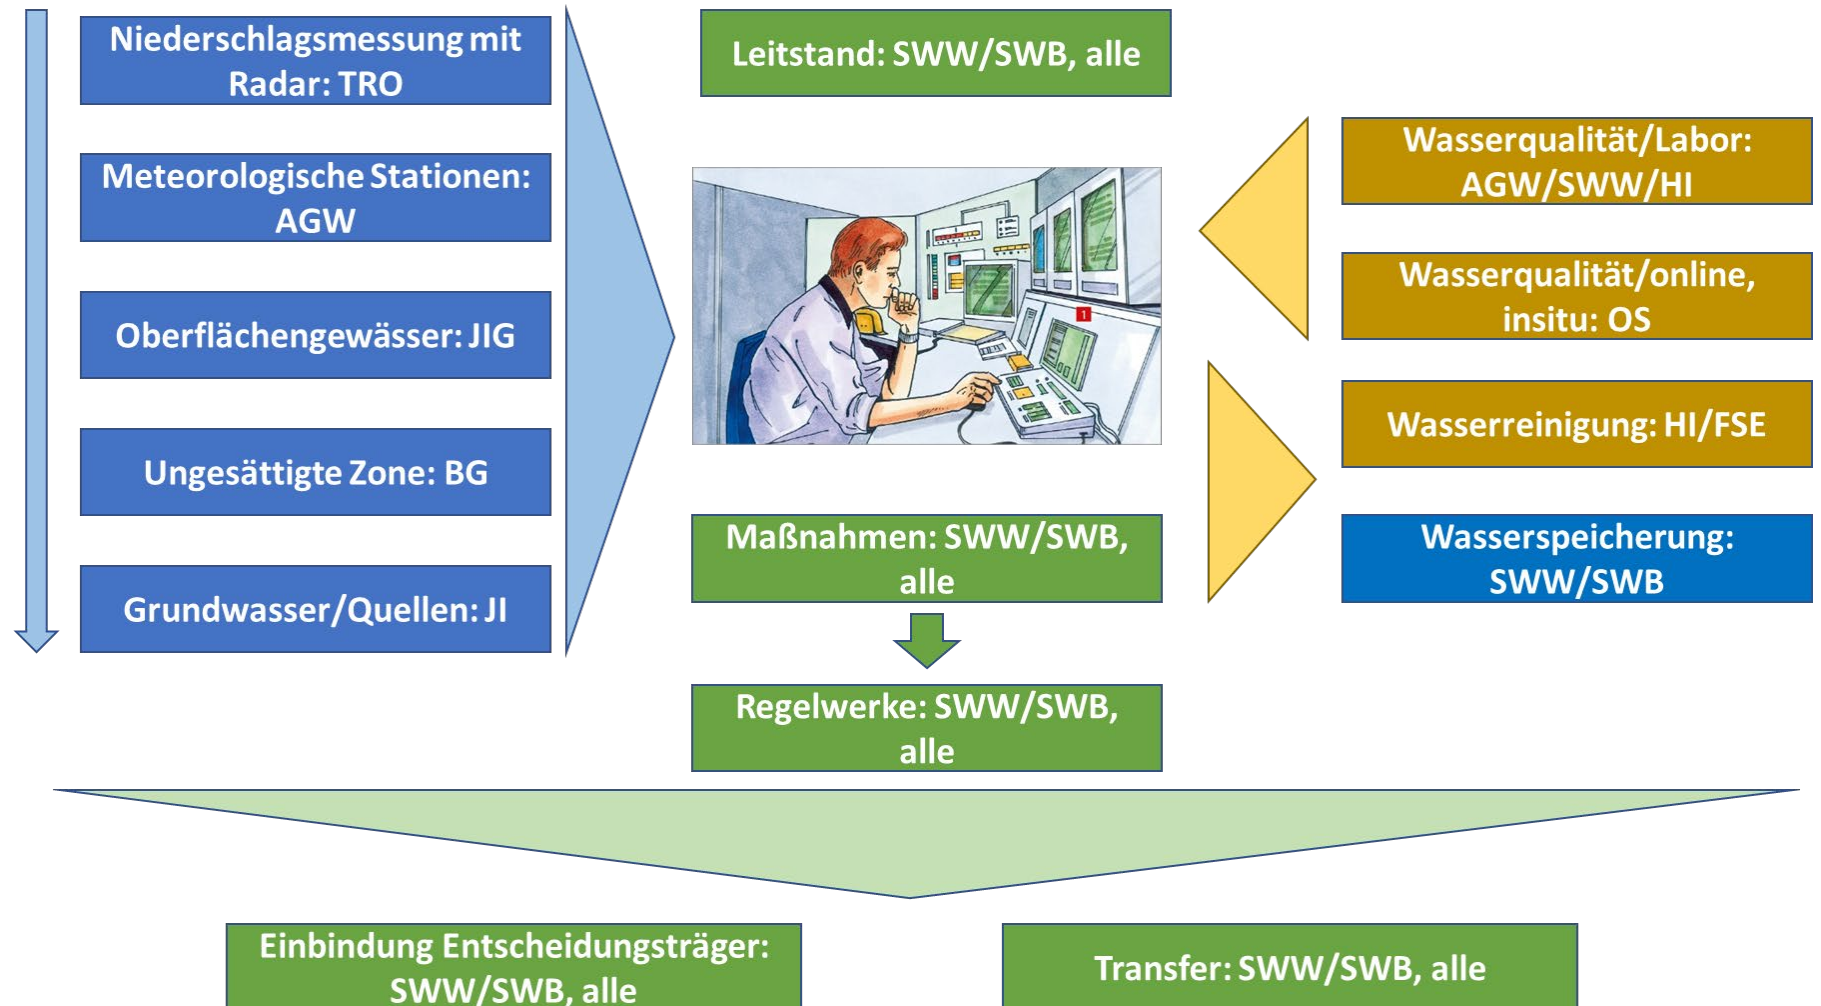 Niederschlagsmessung mit
Radar: TRO
Meteorologische Stationen:
AGW
Oberflächengewässer: JIG
Ungesättigte Zone: BG
Grundwasser/Quellen: JI
Leitstand: SWW/SWB, alle
1
Maßnahmen: SWW/SWB,
alle
Regelwerke: SWW/SWB,
alle
Wasserqualität/Labor:
AGW/SWW/HI
Wasserqualität/online,
insitu: OS
Wasserreinigung: HI/FSE
Wasserspeicherung:
SWW/SWB
Einbindung Entscheidungsträger:
SWW/SWB, alle
Transfer: SWW/SWB, alle